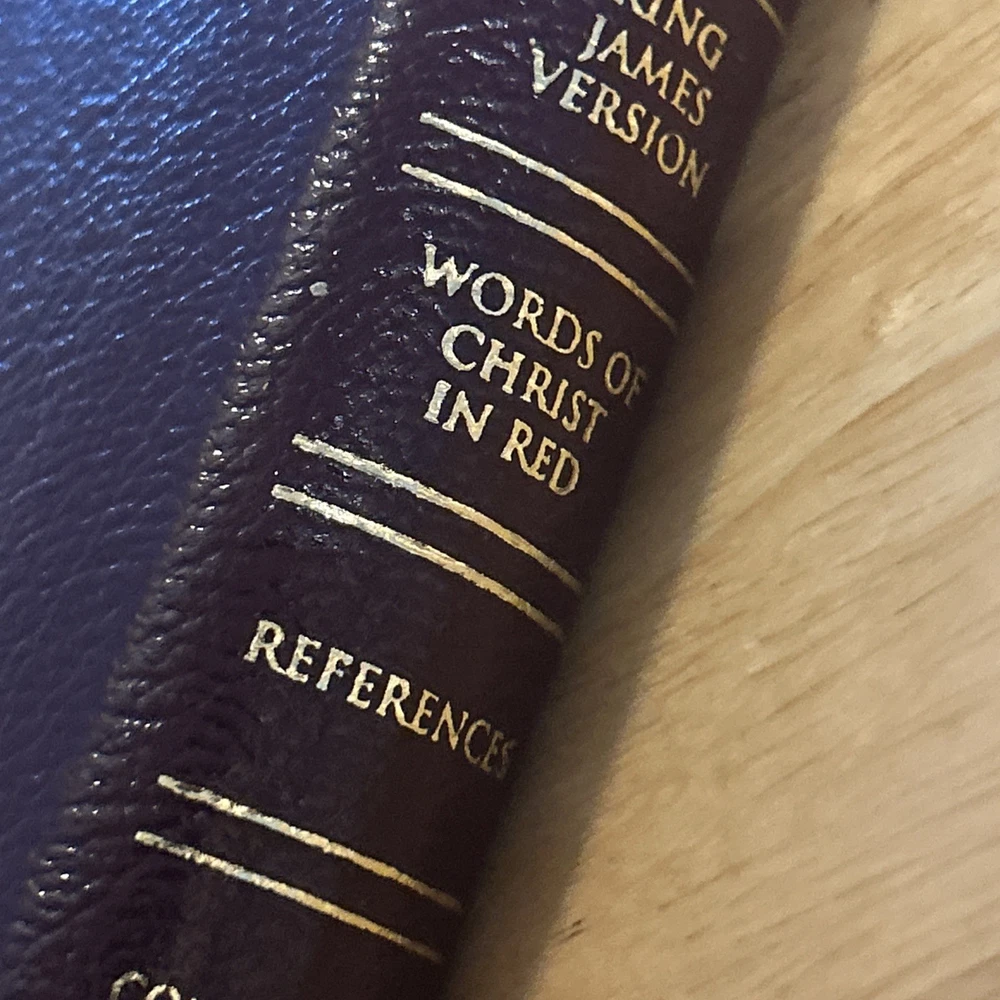 KING
JAMES
VERSION
WORDS OF
CHRIST
IN RED
REFERENCES